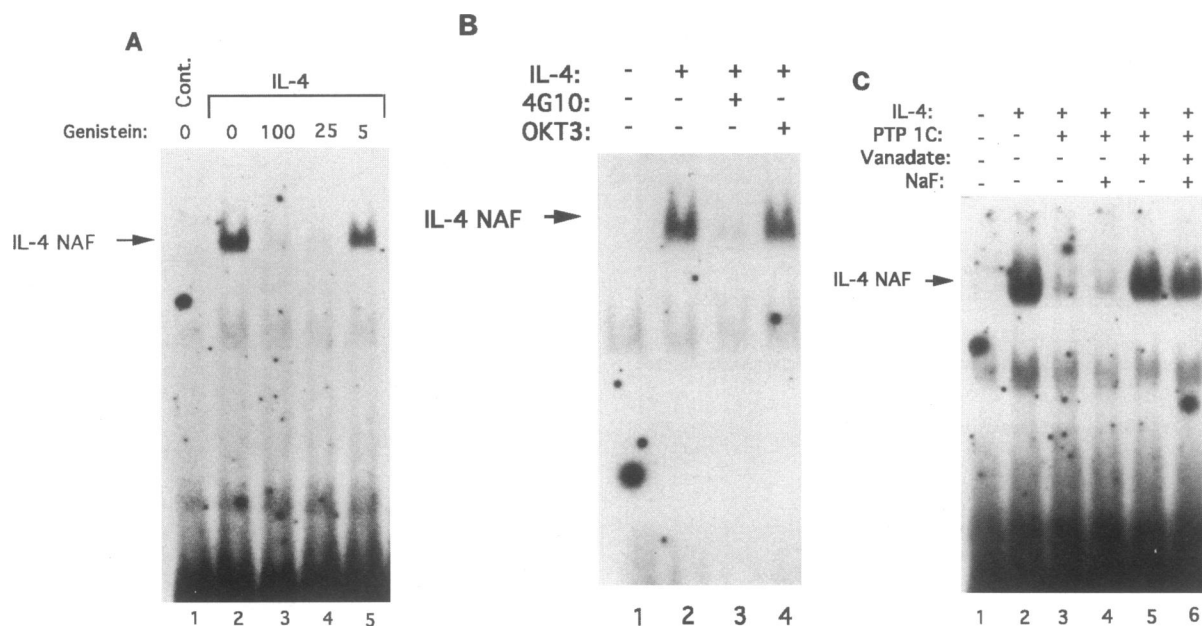 A
Cont.
IL-4
Genistein: 0 0 100 25 5
IL-4 NAF
1 2 3 4 5
B
IL-4: - + + +
4G10: - - + -
OKT3: - - - +
IL-4 NAF
1 2 3 4
C
IL-4: - + + + + +
PTP 1C: - - + + + +
Vanadate: - - - - + +
NaF: - - - + - +
IL-4 NAF
1 2 3 4 5 6